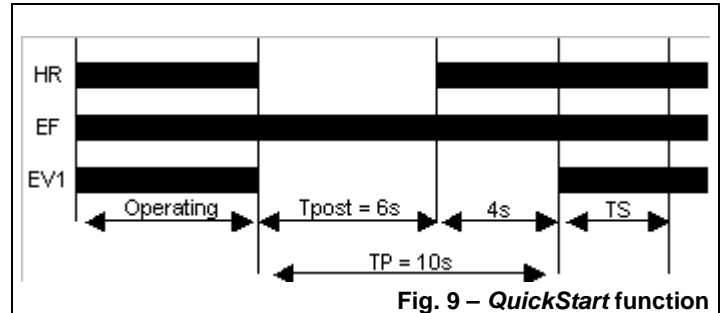 HR
EF
EV1
Operating Tpost = 6s 4s TS
TP = 10s
Fig. 9 – QuickStart function